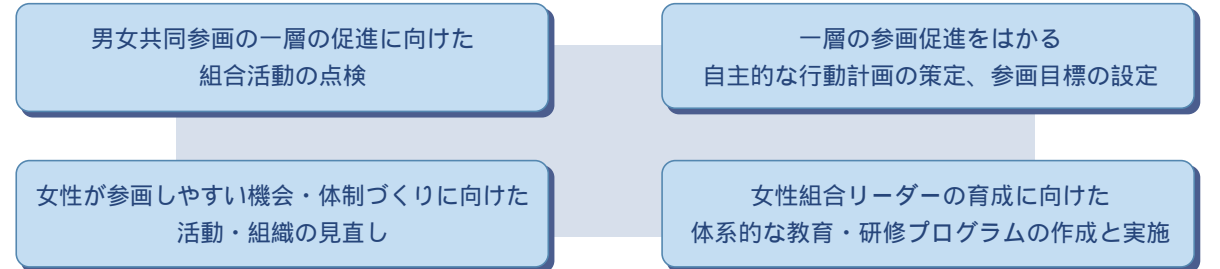 男女共同参画の一層の促進に向けた
組合活動の点検
一層の参画促進をはかる
自主的な行動計画の策定、参画目標の設定
女性が参画しやすい機会・体制づくりに向けた
活動・組織の見直し
女性組合リーダーの育成に向けた
体系的な教育・研修プログラムの作成と実施